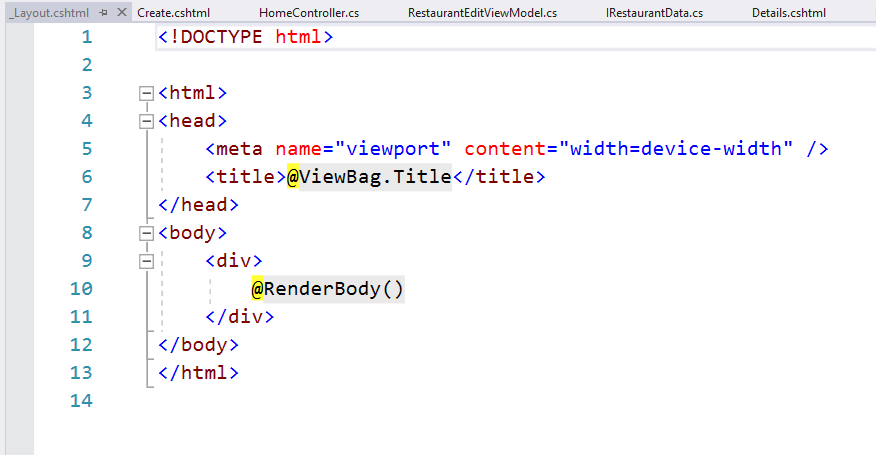 _Layout.cshtml Create.cshtml HomeController.cs RestaurantEditViewModel.cs IRestaurantData.cs Details.cshtml
1 <!DOCTYPE html>
2
3 <html>
4 <head>
5 <meta name="viewport" content="width=device-width" />
6 <title>@ViewBag.Title</title>
7 </head>
8 <body>
9 <div>
10 @RenderBody()
11 </div>
12 </body>
13 </html>
14